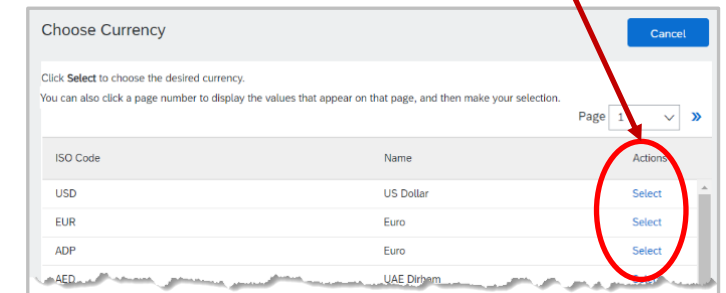 Choose Currency
Cancel
Click Select to choose the desired currency.
You can also click a page number to display the values that appear on that page, and then make your selection.
Page 1 »
ISO Code Name Actions
USD US Dollar Select
EUR Euro Select
ADP Euro Select
AED UAE Dirham